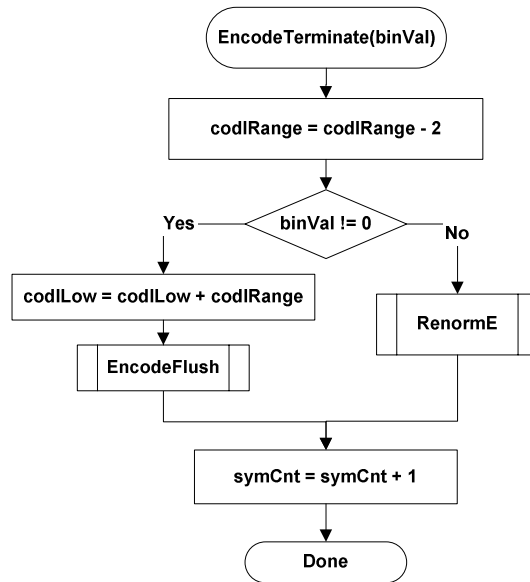 EncodeTerminate(binVal)
codIRange = codIRange - 2
binVal != 0
Yes
No
codILow = codILow + codIRange
RenormE
EncodeFlush
symCnt = symCnt + 1
Done